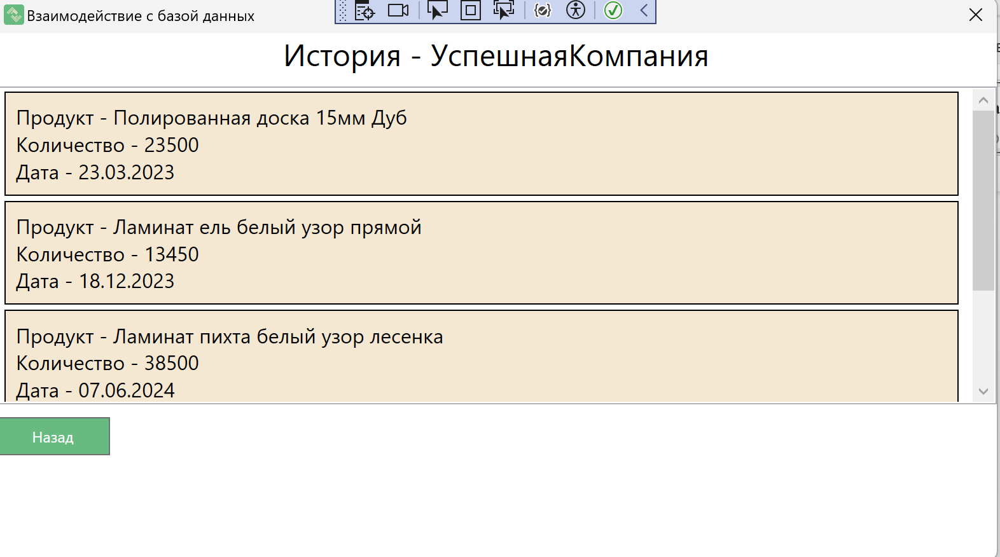 Взаимодействие с базой данных
История - УспешнаяКомпания
Продукт - Полированная доска 15мм Дуб
Количество - 23500
Дата - 23.03.2023
Продукт - Ламинат ель белый узор прямой
Количество - 13450
Дата - 18.12.2023
Продукт - Ламинат пихта белый узор лесенка
Количество - 38500
Дата - 07.06.2024
Назад